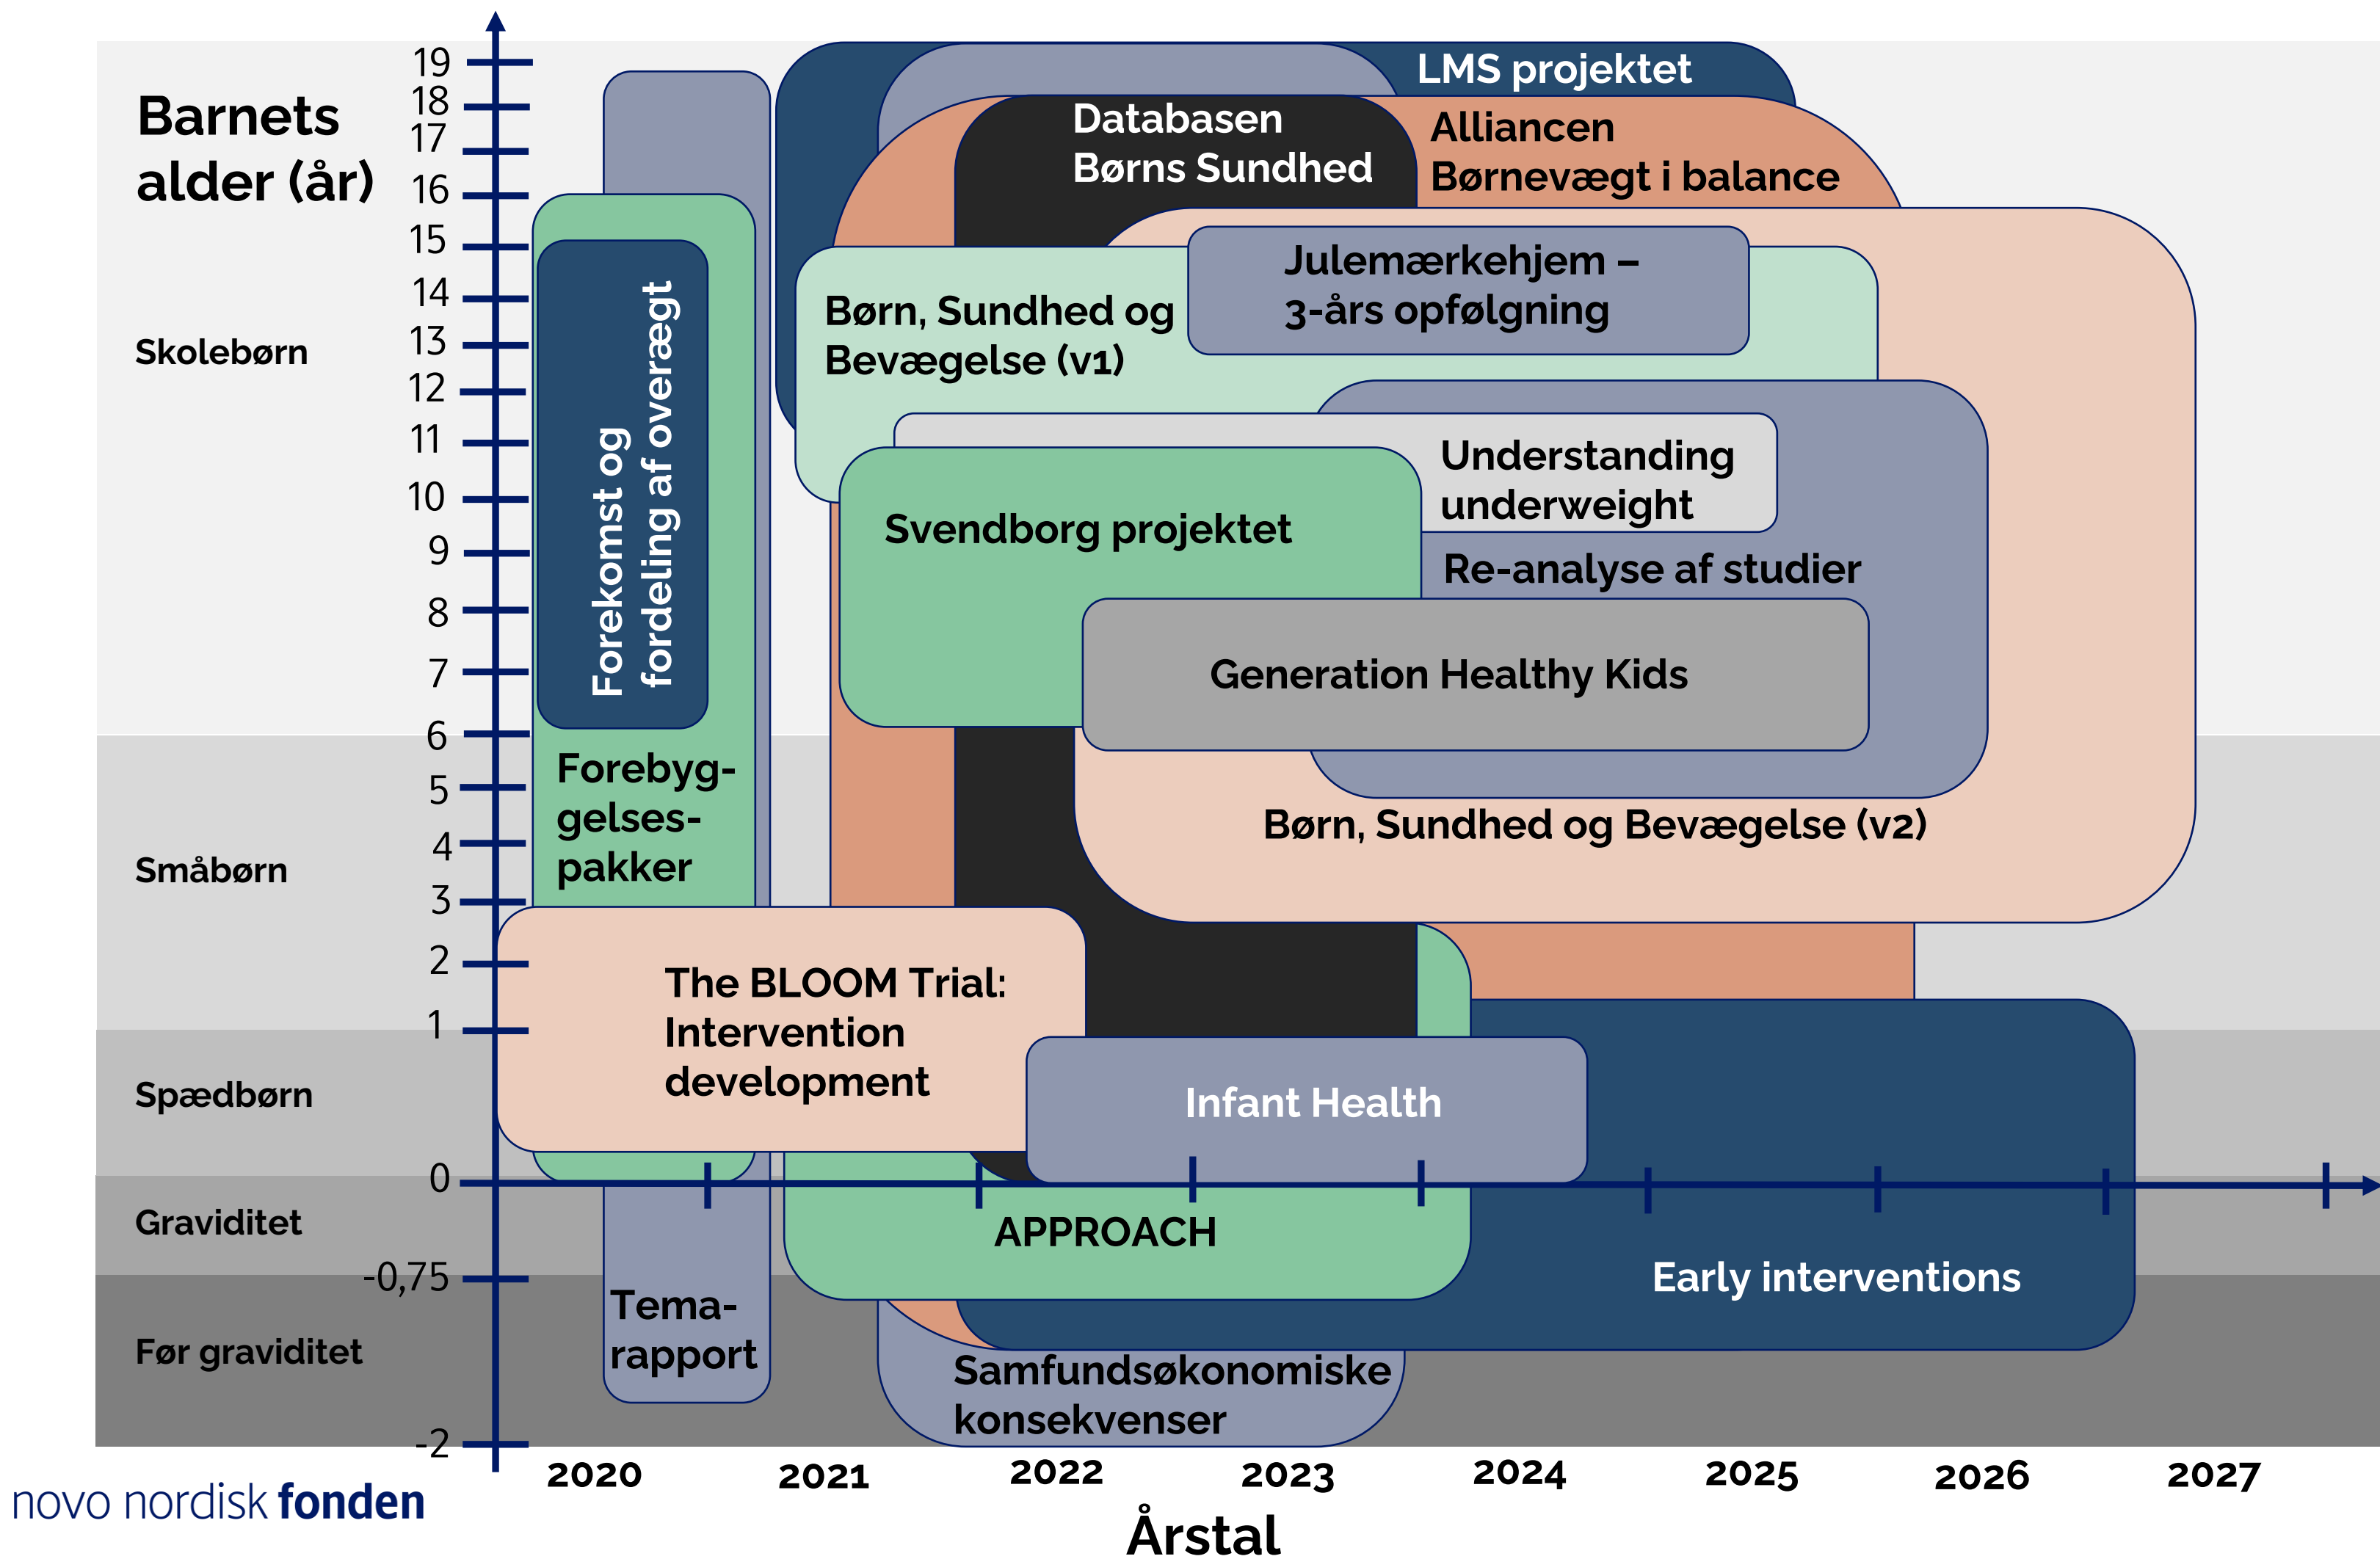 Barnets
alder (år)
Skolebørn
Småbørn
Spædbørn
Graviditet
Før graviditet
19
18
17
16
15
14
13
12
11
10
9
8
7
6
5
4
3
2
1
0
-0,75
-2
LMS projektet
Databasen
Børns Sundhed
Alliancen
Børnevægt i balance
Julemærkehjem –
3-års opfølgning
Børn, Sundhed og
Bevægelse (v1)
Forekomst og
fordeling af overægt
Understanding
underweight
Svendborg projektet
Re-analyse af studier
Generation Healthy Kids
Forebyg-
gelses-
pakker
Børn, Sundhed og Bevægelse (v2)
The BLOOM Trial:
Intervention
development
Infant Health
APPROACH
Early interventions
Tema-
rapport
Samfundsøkonomiske
konsekvenser
2020
2021
2022
2023
2024
2025
2026
2027
Årstal
novo nordisk fonden